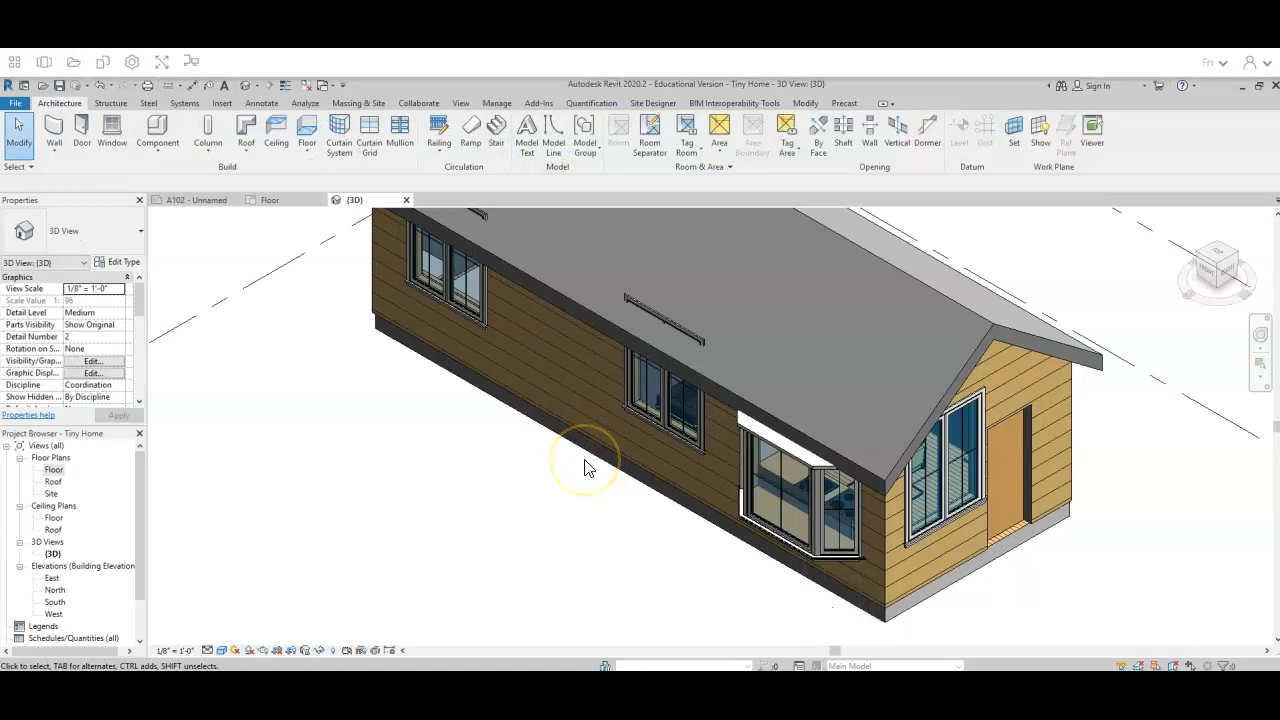 En
Autodesk Revit 2020.2 - Educational Version - Tiny Home - 3D View: {3D}
Sign In
File Architecture Structure Steel Systems Insert Annotate Analyze Massing & Site Collaborate View Manage Add-Ins Quantification Site Designer BIM Interoperability Tools Modify Precast
Modify Wall Door Window Component Column Roof Ceiling Floor Curtain System Curtain Grid Mullion Railing Ramp Stair Model Text Model Line Model Group Room Room Separator Tag Room Area Area Boundary Tag Area By Face Shaft Wall Vertical Dormer Level Grid Set Show Ref Plane Viewer
Select Build Circulation Model Room & Area Opening Datum Work Plane
Properties
A102 - Unnamed
Floor
{3D}
3D View
3D View: {3D}
Edit Type
Graphics
View Scale 1/8" = 1'-0"
Scale Value 1: 96
Detail Level Medium
Parts Visibility Show Original
Detail Number 2
Rotation on S... None
Visibility/Grap... Edit...
Graphic Displ... Edit...
Discipline Coordination
Show Hidden ... By Discipline
Properties help Apply
Project Browser - Tiny Home
Views (all)
Floor Plans
Floor
Roof
Site
Ceiling Plans
Floor
Roof
3D Views
{3D}
Elevations (Building Elevation
East
North
South
West
Legends
Schedules/Quantities (all)
FRONT
RIGHT
1/8" = 1'-0"
Click to select, TAB for alternates, CTRL adds, SHIFT unselects.
:0
Main Model
:0